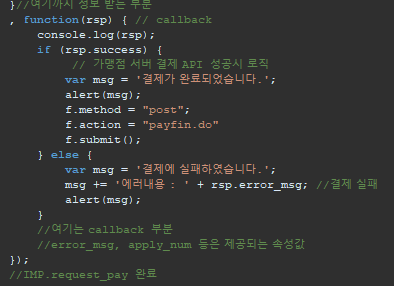 }//여기까지 정보 받는 부분
, function(rsp) { // callback
console.log(rsp);
if (rsp.success) {
// 가맹점 서버 결제 API 성공시 로직
var msg = '결제가 완료되었습니다.';
alert(msg);
f.method = "post";
f.action = "payfin.do"
f.submit();
} else {
var msg = '결제에 실패하였습니다.';
msg += '에러내용 : ' + rsp.error_msg; //결제 실패
alert(msg);
}
//여기는 callback 부분
//error_msg, apply_num 등은 제공되는 속성값
});
//IMP.request_pay 완료